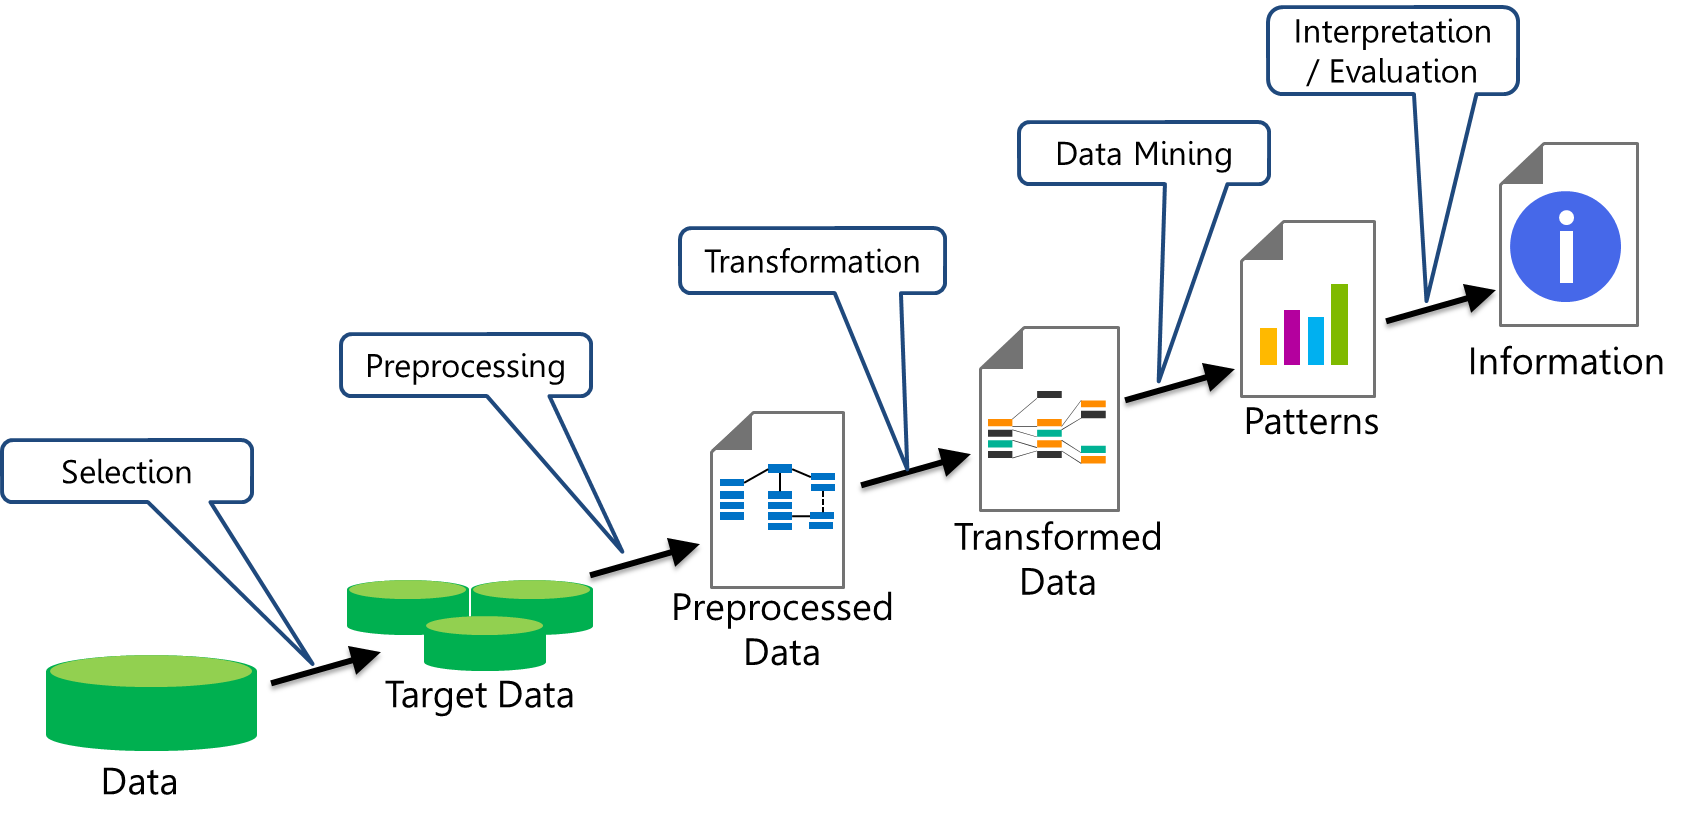 Interpretation
/ Evaluation
Data Mining
Transformation
Preprocessing
Selection
Information
Patterns
Transformed
Data
Preprocessed
Data
Target Data
Data